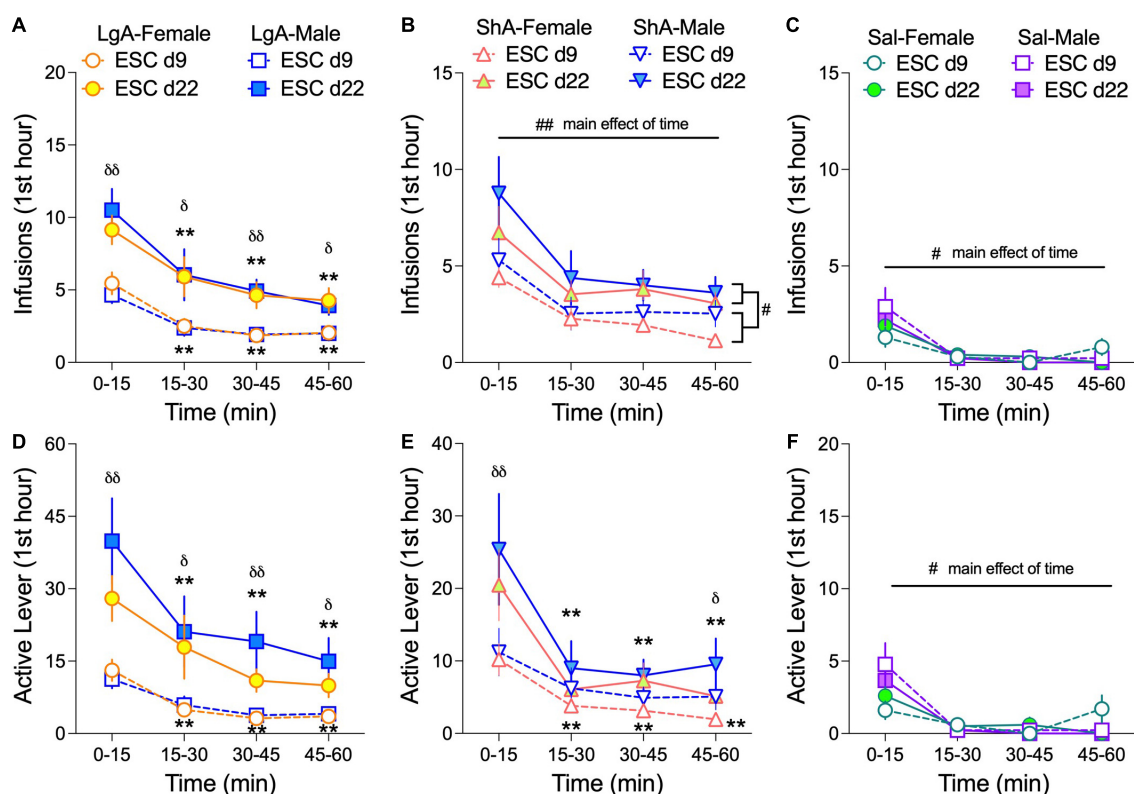 A
LgA-Female LgA-Male
ESC d9 ESC d9
ESC d22 ESC d22
Infusions (1st hour)
20
15
10
5
0
δδ
δ
**
δδ
**
δ
**
**
**
**
0-15 15-30 30-45 45-60
Time (min)
B
ShA-Female ShA-Male
ESC d9 ESC d9
ESC d22 ESC d22
Infusions (1st hour)
15
10
5
0
## main effect of time
#
0-15 15-30 30-45 45-60
Time (min)
C
Sal-Female Sal-Male
ESC d9 ESC d9
ESC d22 ESC d22
Infusions (1st hour)
15
10
5
0
# main effect of time
0-15 15-30 30-45 45-60
Time (min)
D
Active Lever (1st hour)
60
45
30
15
0
δδ
δ
**
δδ
**
δ
**
**
**
**
0-15 15-30 30-45 45-60
Time (min)
E
Active Lever (1st hour)
40
30
20
10
0
δδ
**
**
δ
**
**
**
**
0-15 15-30 30-45 45-60
Time (min)
F
Active Lever (1st hour)
20
15
10
5
0
# main effect of time
0-15 15-30 30-45 45-60
Time (min)